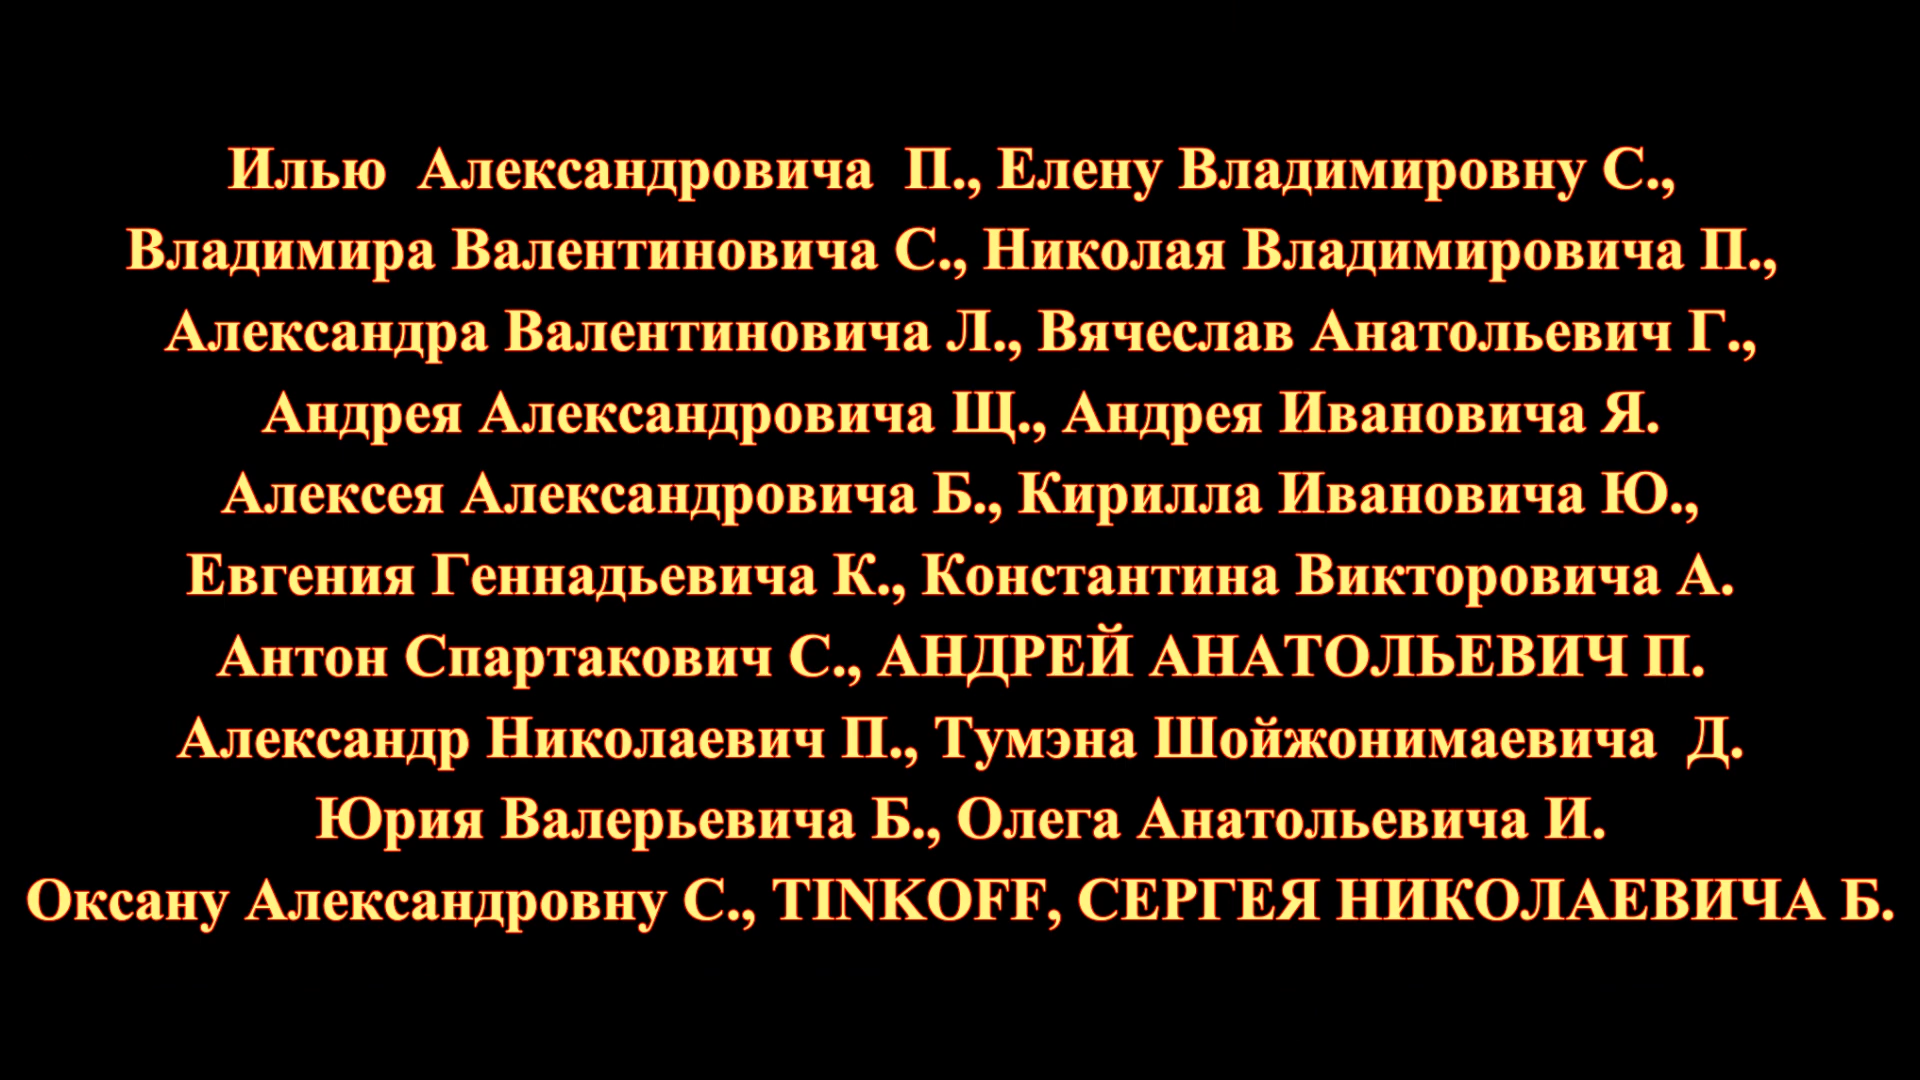 Илью Александровича П., Елену Владимировну С.,
Владимира Валентиновича С., Николая Владимировича П.,
Александра Валентиновича Л., Вячеслав Анатольевич Г.,
Андрея Александровича Щ., Андрея Ивановича Я.
Алексея Александровича Б., Кирилла Ивановича Ю.,
Евгения Геннадьевича К., Константина Викторовича А.
Антон Спартакович С., АНДРЕЙ АНАТОЛЬЕВИЧ П.
Александр Николаевич П., Тумэна Шойжонимаевича Д.
Юрия Валерьевича Б., Олега Анатольевича И.
Оксану Александровну С., TINKOFF, СЕРГЕЯ НИКОЛАЕВИЧА Б.